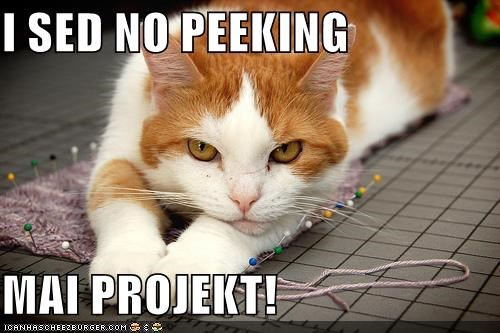 I SED NO PEEKING
MAI PROJEKT!
ICANHASCHEEZBURGER.COM